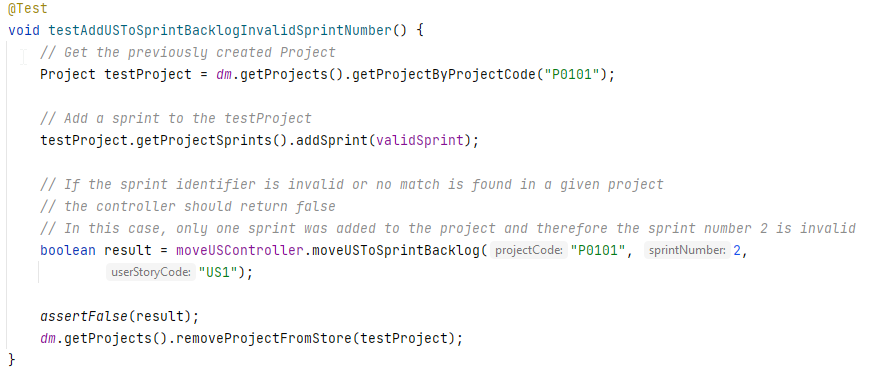 @Test
void testAddUSToSprintBacklogInvalidSprintNumber() {
// Get the previously created Project
Project testProject = dm.getProjects().getProjectByProjectCode("P0101");
// Add a sprint to the testProject
testProject.getProjectSprints().addSprint(validSprint);
// If the sprint identifier is invalid or no match is found in a given project
// the controller should return false
// In this case, only one sprint was added to the project and therefore the sprint number 2 is invalid
boolean result = moveUSController.moveUSToSprintBacklog( projectCode: "P0101", sprintNumber: 2,
userStoryCode: "US1");
assertFalse(result);
dm.getProjects().removeProjectFromStore(testProject);
}